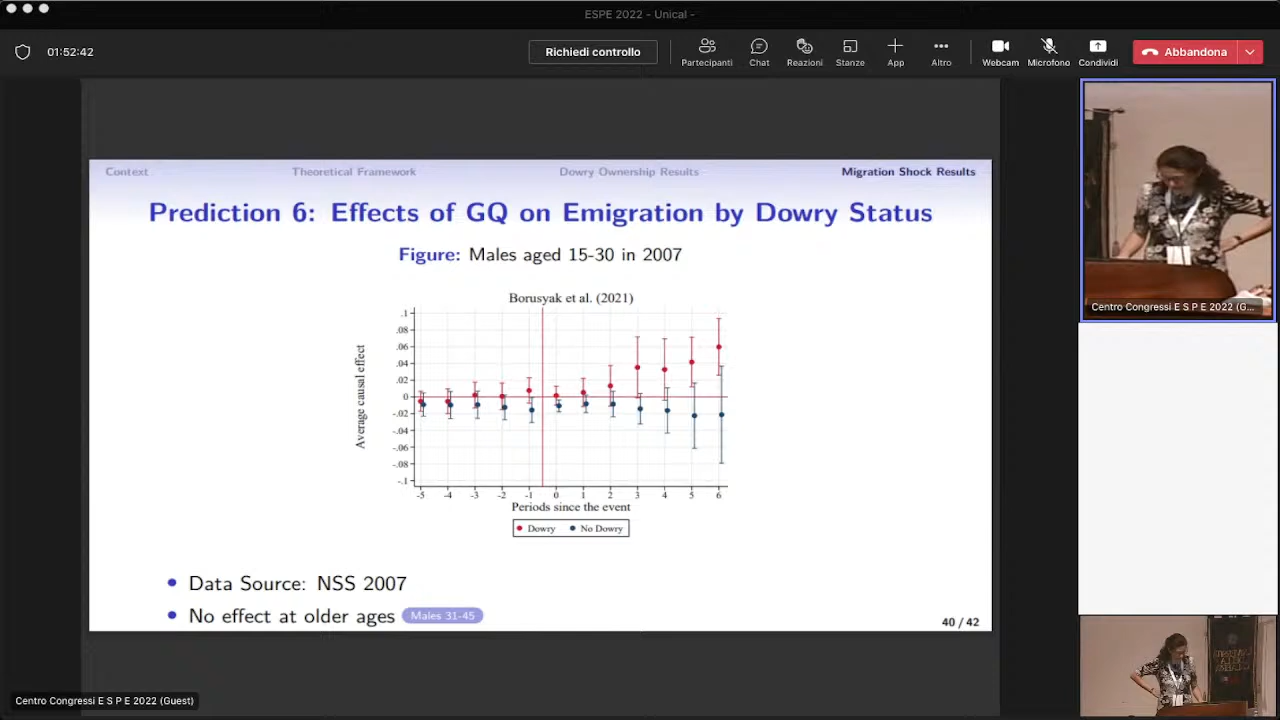 ESPE 2022 - Unical -
01:52:42
Richiedi controllo
Partecipanti
Chat
Reazioni
Stanze
App
Altro
Webcam
Microfono
Condividi
Abbandona
Context
Theoretical Framework
Dowry Ownership Results
Migration Shock Results
Prediction 6: Effects of GQ on Emigration by Dowry Status
Figure: Males aged 15-30 in 2007
Borusyak et al. (2021)
Average causal effect
.1
.08
.06
.04
.02
0
-.02
-.04
-.06
-.08
-.1
-5 -4 -3 -2 -1 0 1 2 3 4 5 6
Periods since the event
Dowry No Dowry
• Data Source: NSS 2007
• No effect at older ages Males 31-45
40 / 42
Centro Congressi E S P E 2022 (G...
Centro Congressi E S P E 2022 (Guest)